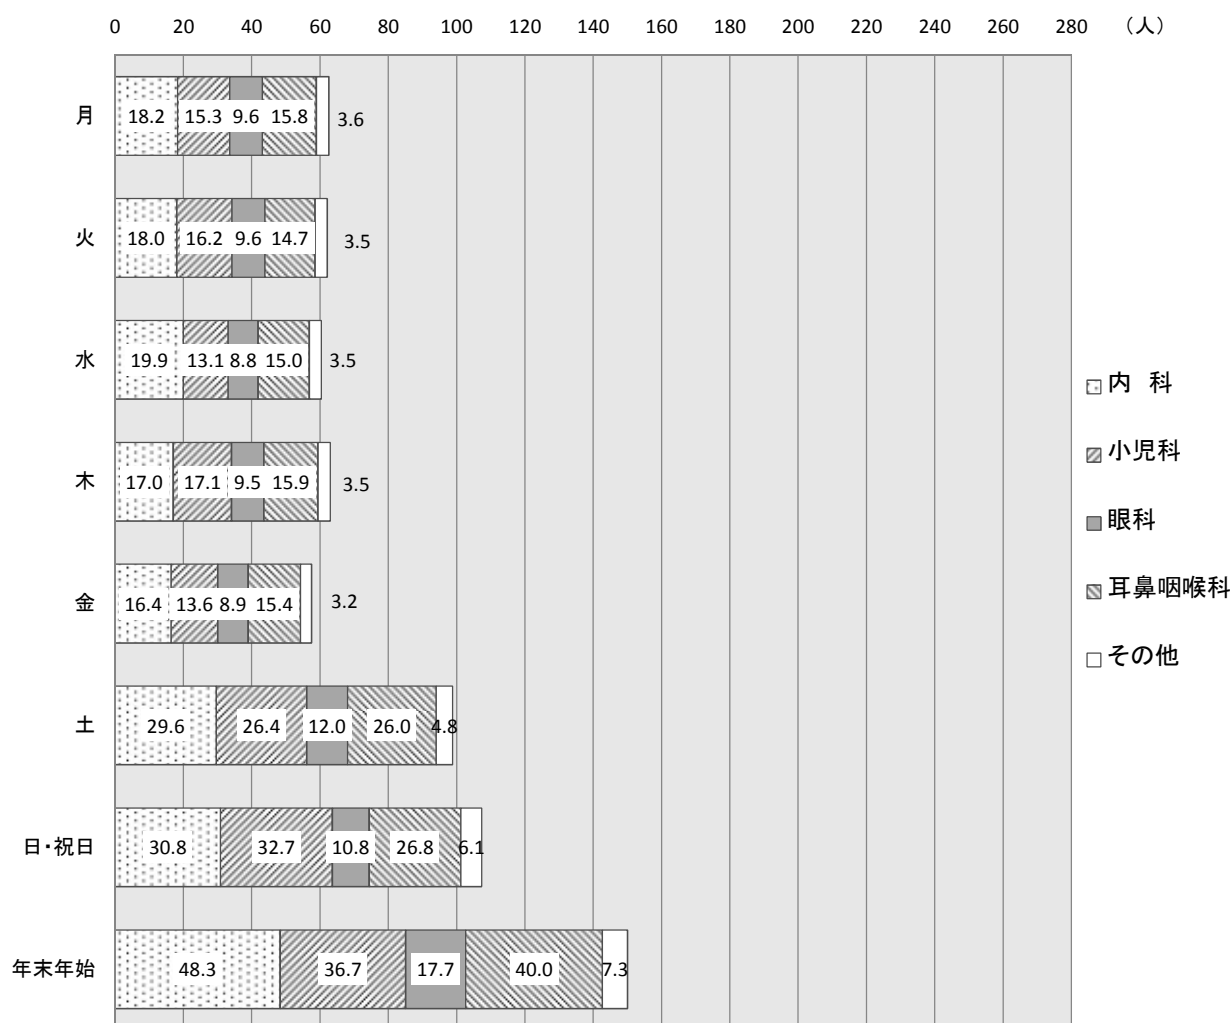 0 20 40 60 80 100 120 140 160 180 200 220 240 260 280 （人）
月 18.2 15.3 9.6 15.8 3.6
火 18.0 16.2 9.6 14.7 3.5
水 19.9 13.1 8.8 15.0 3.5
木 17.0 17.1 9.5 15.9 3.5
金 16.4 13.6 8.9 15.4 3.2
土 29.6 26.4 12.0 26.0 4.8
日・祝日 30.8 32.7 10.8 26.8 6.1
年末年始 48.3 36.7 17.7 40.0 7.3
内 科
小児科
眼科
耳鼻咽喉科
その他